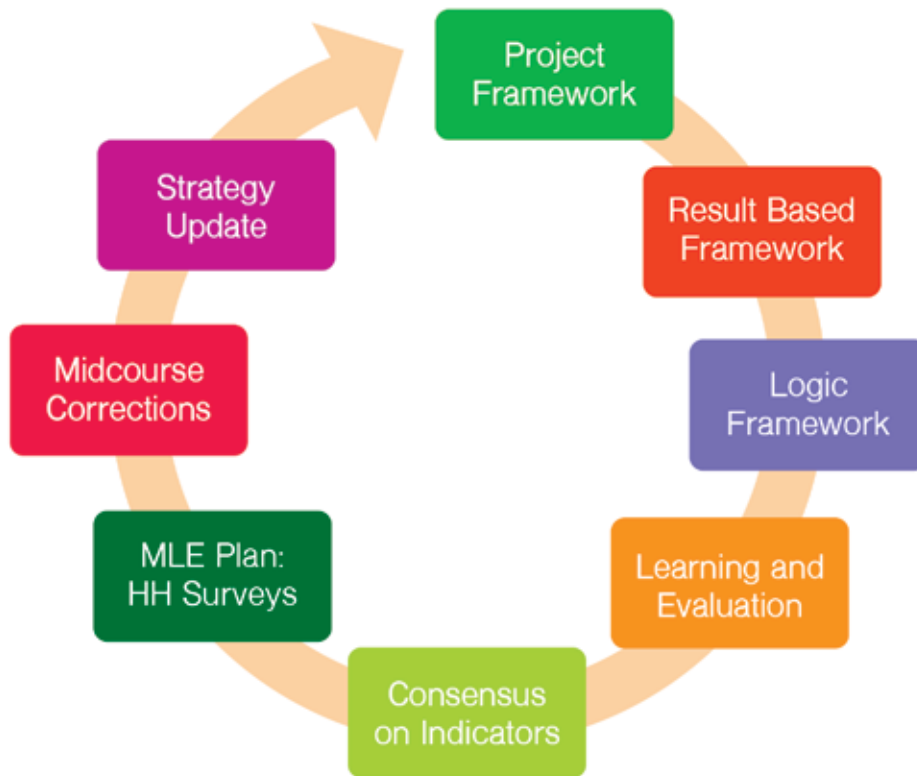 Project
Framework
Result Based
Framework
Logic
Framework
Learning and
Evaluation
Consensus
on Indicators
MLE Plan:
HH Surveys
Midcourse
Corrections
Strategy
Update